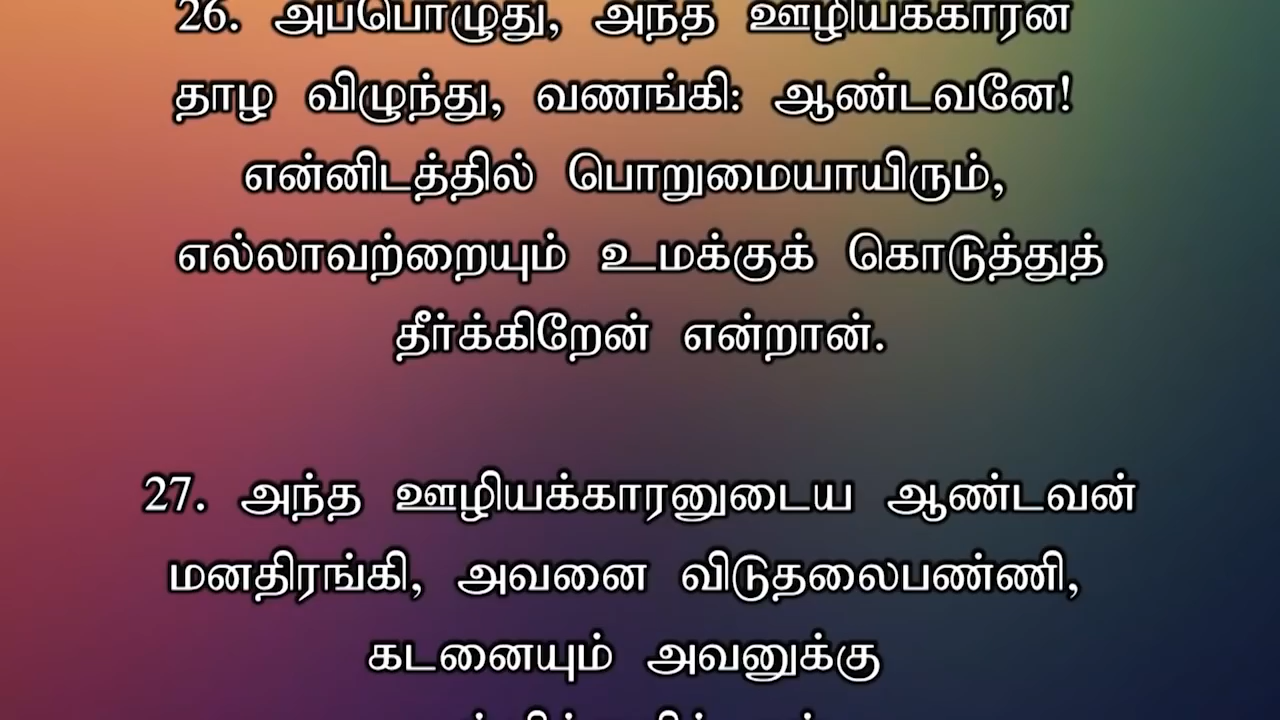 26. அப்பொழுது, அந்த ஊழியக்காரன்
தாழ விழுந்து, வணங்கி: ஆண்டவனே!
என்னிடத்தில் பொறுமையாயிரும்,
எல்லாவற்றையும் உமக்குக் கொடுத்துத்
தீர்க்கிறேன் என்றான்.
27. அந்த ஊழியக்காரனுடைய ஆண்டவன்
மனதிரங்கி, அவனை விடுதலைபண்ணி,
கடனையும் அவனுக்கு